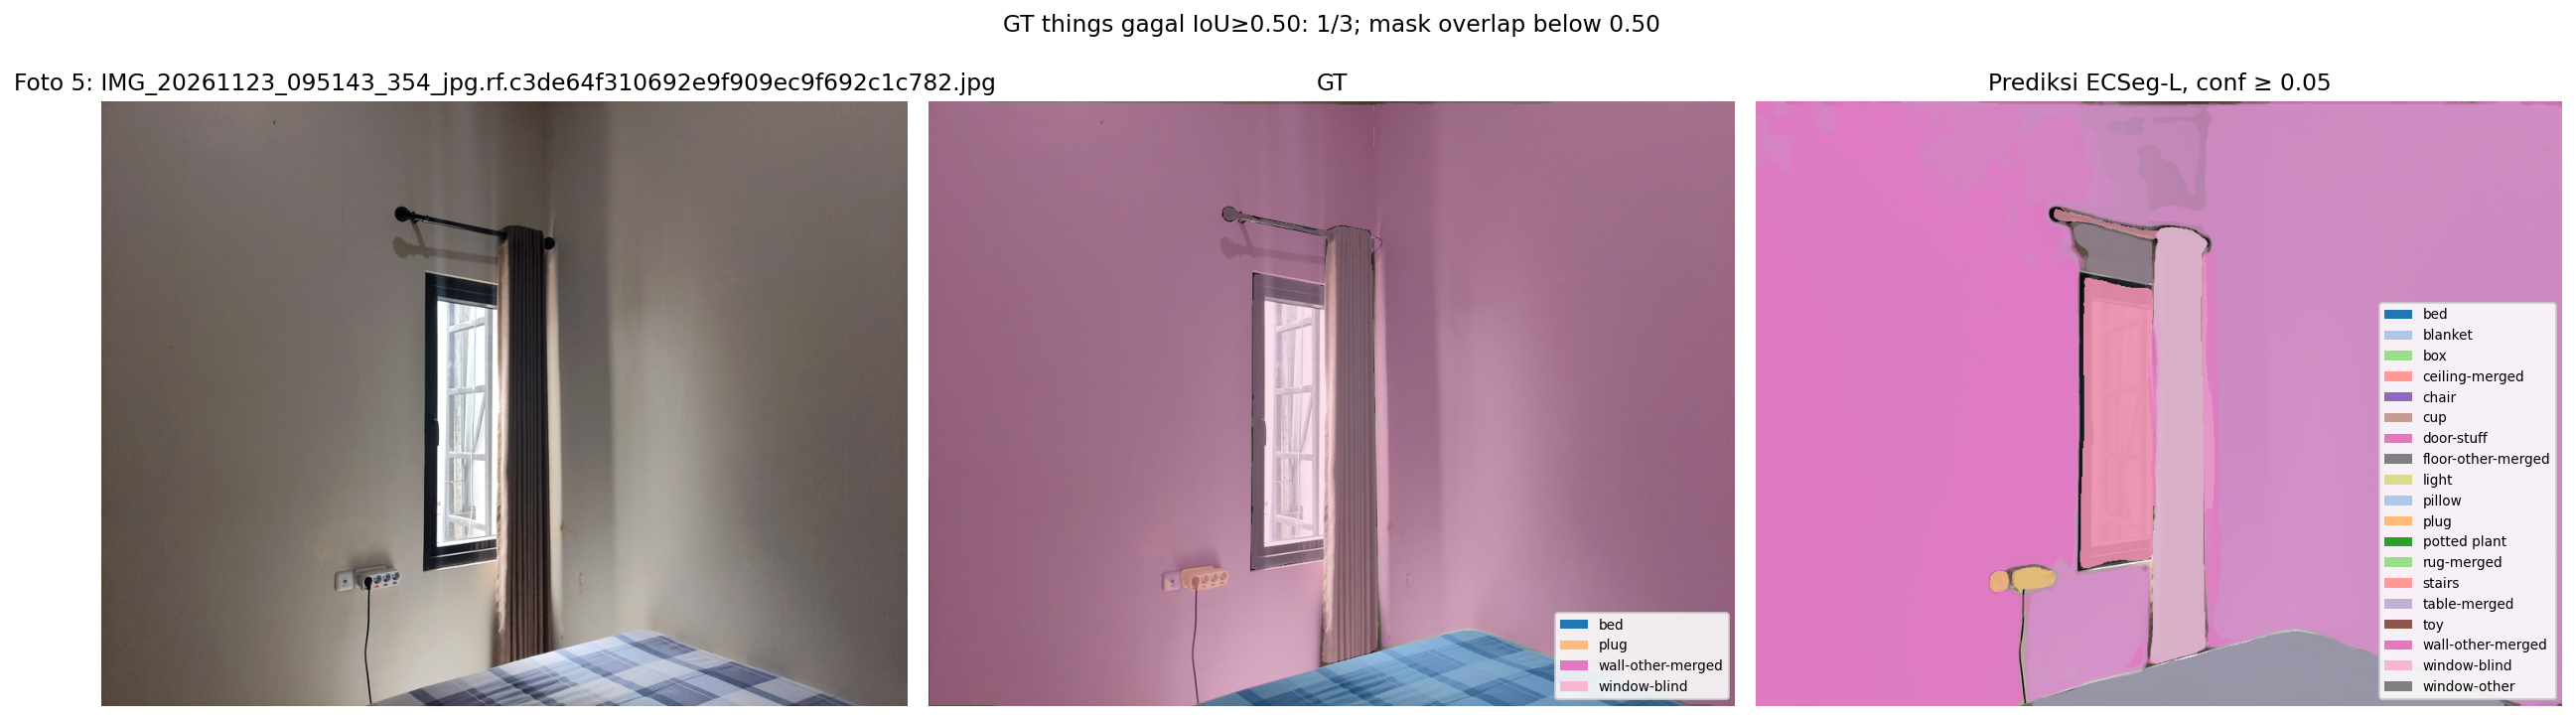 GT things gagal IoU≥0.50: 1/3; mask overlap below 0.50
Foto 5: IMG_20261123_095143_354_jpg.rf.c3de64f310692e9f909ec9f692c1c782.jpg
GT
Prediksi ECSeg-L, conf ≥ 0.05
bed
plug
wall-other-merged
window-blind
bed
blanket
box
ceiling-merged
chair
cup
door-stuff
floor-other-merged
light
pillow
plug
potted plant
rug-merged
stairs
table-merged
toy
wall-other-merged
window-blind
window-other